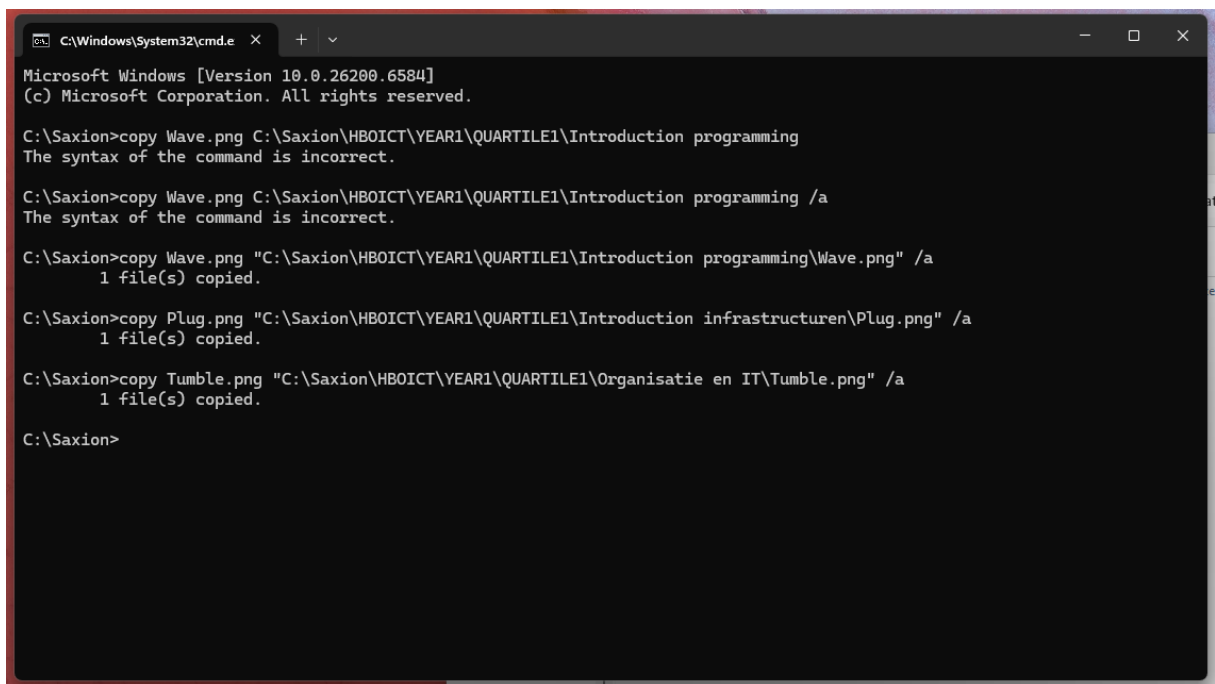 C:\Windows\System32\cmd.e
Microsoft Windows [Version 10.0.26200.6584]
(c) Microsoft Corporation. All rights reserved.
C:\Saxion>copy Wave.png C:\Saxion\HBOICT\YEAR1\QUARTILE1\Introduction programming
The syntax of the command is incorrect.
C:\Saxion>copy Wave.png C:\Saxion\HBOICT\YEAR1\QUARTILE1\Introduction programming /a
The syntax of the command is incorrect.
C:\Saxion>copy Wave.png "C:\Saxion\HBOICT\YEAR1\QUARTILE1\Introduction programming\Wave.png" /a
1 file(s) copied.
C:\Saxion>copy Plug.png "C:\Saxion\HBOICT\YEAR1\QUARTILE1\Introduction infrastructuren\Plug.png" /a
1 file(s) copied.
C:\Saxion>copy Tumble.png "C:\Saxion\HBOICT\YEAR1\QUARTILE1\Organisatie en IT\Tumble.png" /a
1 file(s) copied.
C:\Saxion>